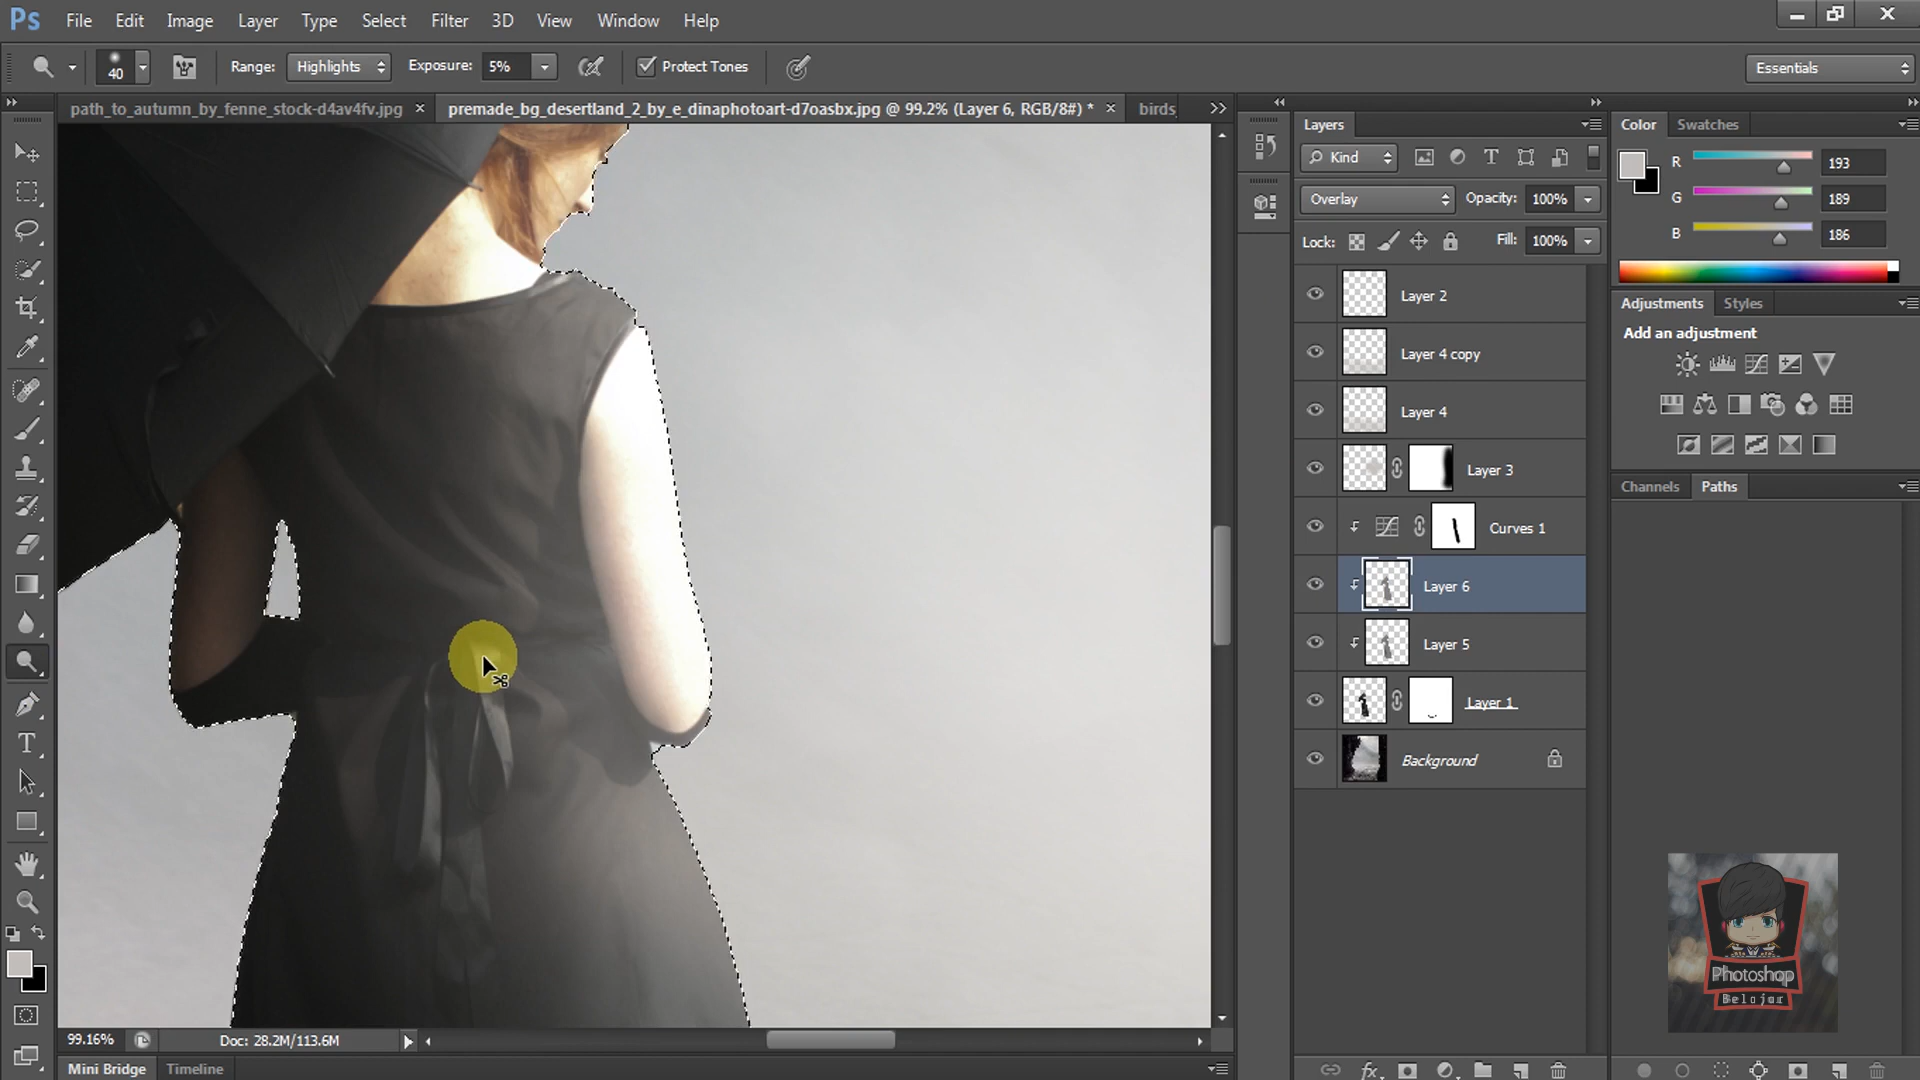 Ps File Edit Image Layer Type Select Filter 3D View Window Help
40 Range: Highlights Exposure: 5% Protect Tones Essentials
path_to_autumn_by_fenne_stock-d4av4fv.jpg × premade_bg_desertland_2_by_e_dinaphotoart-d7oasbx.jpg @ 99.2% (Layer 6, RGB/8#) * × birds
Layers
Kind
Overlay Opacity: 100%
Lock: Fill: 100%
Layer 2
Layer 4 copy
Layer 4
Layer 3
Curves 1
Layer 6
Layer 5
Layer 1
Background
Color Swatches
R 193
G 189
B 186
Adjustments Styles
Add an adjustment
Channels Paths
Photoshop
Belajar
99.16% Doc: 28.2M/113.6M
Mini Bridge Timeline